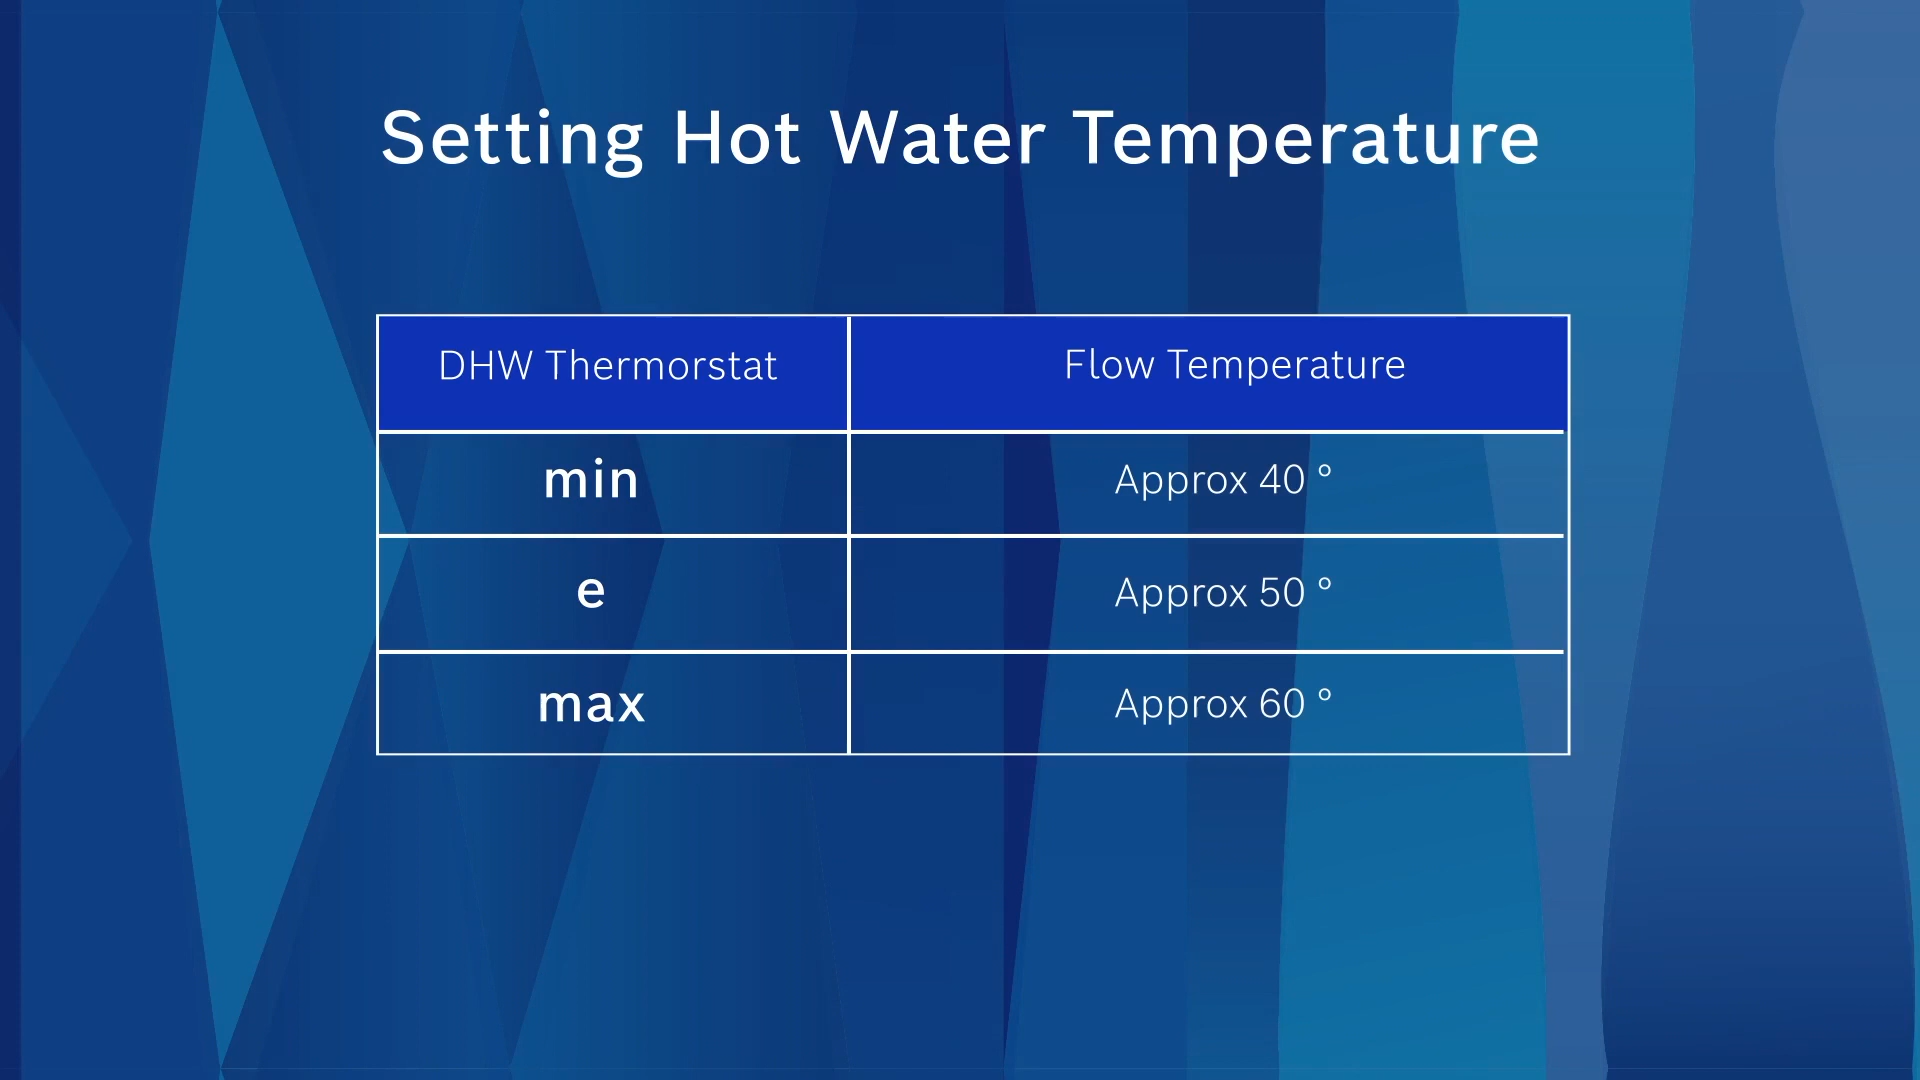 Setting Hot Water Temperature
DHW Thermorstat Flow Temperature
min Approx 40 °
e Approx 50 °
max Approx 60 °